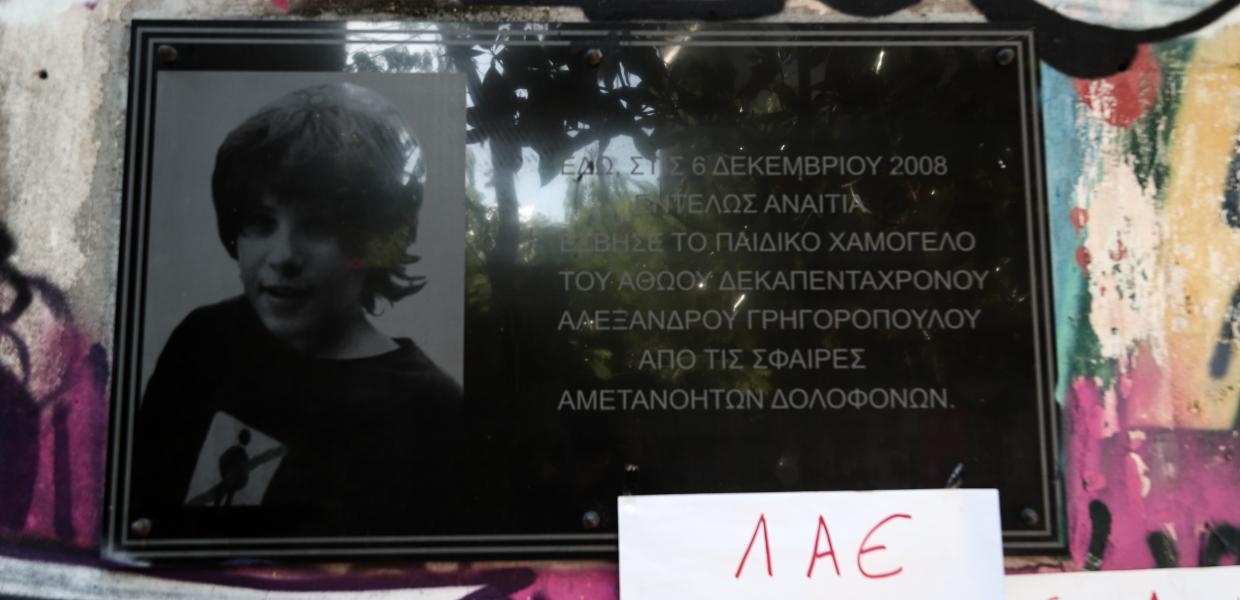 ΕΔΩ, ΣΤΙΣ 6 ΔΕΚΕΜΒΡΙΟΥ 2008
ΕΝΤΕΛΩΣ ΑΝΑΙΤΙΑ
ΕΣΒΗΣΕ ΤΟ ΠΑΙΔΙΚΟ ΧΑΜΟΓΕΛΟ
ΤΟΥ ΑΘΩΟΥ ΔΕΚΑΠΕΝΤΑΧΡΟΝΟΥ
ΑΛΕΞΑΝΔΡΟΥ ΓΡΗΓΟΡΟΠΟΥΛΟΥ
ΑΠΟ ΤΙΣ ΣΦΑΙΡΕΣ
ΑΜΕΤΑΝΟΗΤΩΝ ΔΟΛΟΦΟΝΩΝ.
ΛΑΕ